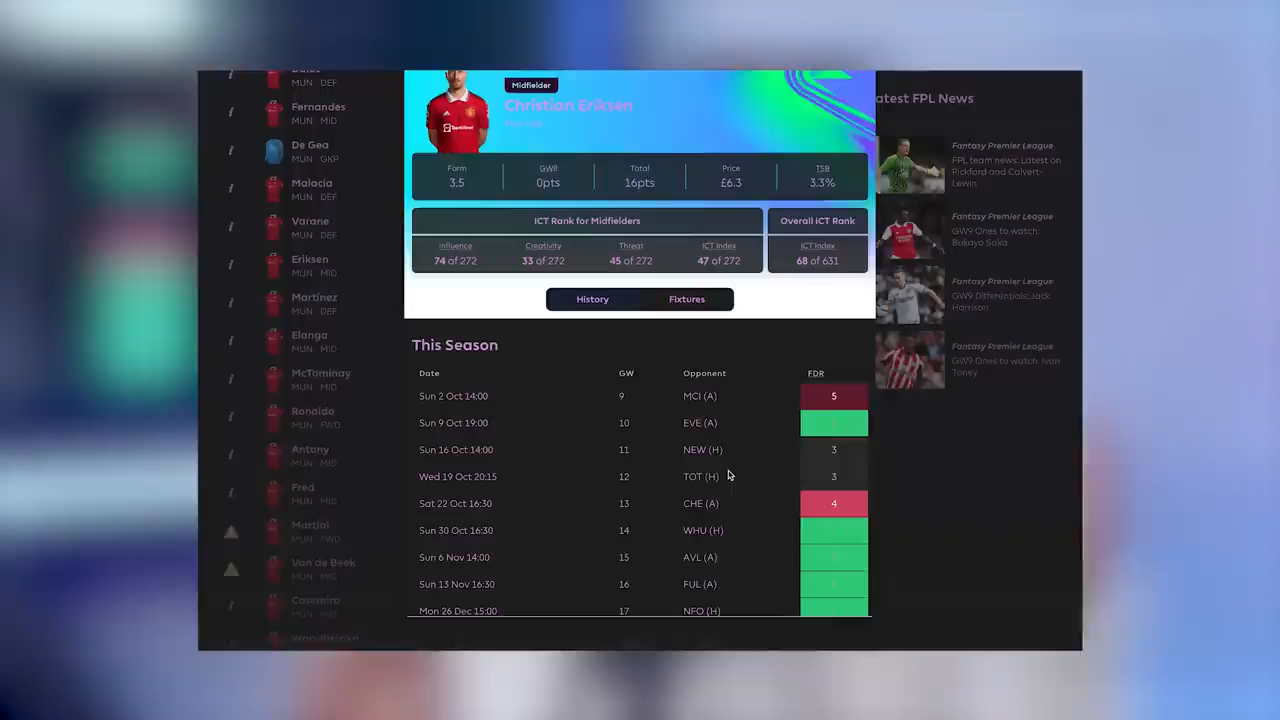 MUN DEF
Fernandes
MUN MID
De Gea
MUN GKP
Malacia
MUN DEF
Varane
MUN DEF
Eriksen
MUN MID
Martínez
MUN DEF
Elanga
MUN MID
McTominay
MUN MID
Ronaldo
MUN FWD
Antony
MUN MID
Fred
MUN MID
Martial
MUN FWD
Van de Beek
MUN MID
Casemiro
MUN MID
Midfielder
Christian Eriksen
Form
3.5
GW8
0pts
Total
16pts
Price
£6.3
TSB
3.3%
ICT Rank for Midfielders
Overall ICT Rank
Influence
74 of 272
Creativity
33 of 272
Threat
45 of 272
ICT Index
47 of 272
ICT Index
68 of 631
History
Fixtures
This Season
Date GW Opponent FDR
Sun 2 Oct 14:00 9 MCI (A) 5
Sun 9 Oct 19:00 10 EVE (A)
Sun 16 Oct 14:00 11 NEW (H) 3
Wed 19 Oct 20:15 12 TOT (H) 3
Sat 22 Oct 16:30 13 CHE (A) 4
Sun 30 Oct 16:30 14 WHU (H)
Sun 6 Nov 14:00 15 AVL (A)
Sun 13 Nov 16:30 16 FUL (A)
Mon 26 Dec 15:00 17 NFO (H)
atest FPL News
Fantasy Premier League
FPL team news: Latest on
Pickford and Calvert-
Lewin
Fantasy Premier League
GW9 Ones to watch:
Bukayo Saka
Fantasy Premier League
GW9 Differentials: Jack
Harrison
Fantasy Premier League
GW9 Ones to watch: Ivan
Toney